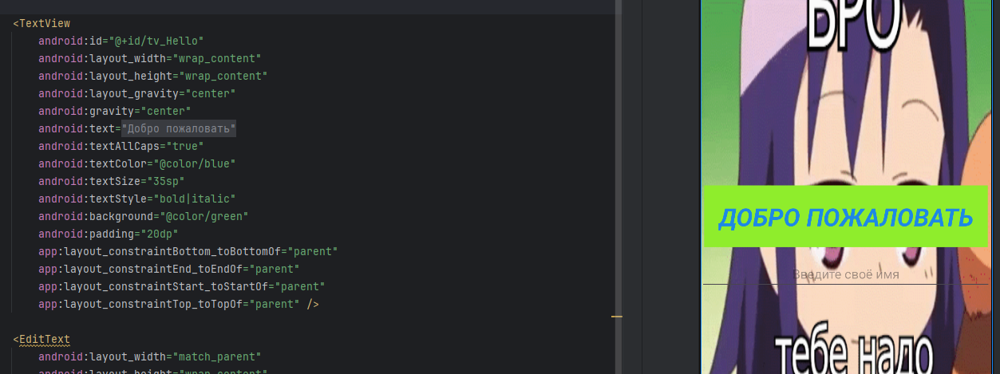 <TextView
android:id="@+id/tv_Hello"
android:layout_width="wrap_content"
android:layout_height="wrap_content"
android:layout_gravity="center"
android:gravity="center"
android:text="Добро пожаловать"
android:textAllCaps="true"
android:textColor="@color/blue"
android:textSize="35sp"
android:textStyle="bold|italic"
android:background="@color/green"
android:padding="20dp"
app:layout_constraintBottom_toBottomOf="parent"
app:layout_constraintEnd_toEndOf="parent"
app:layout_constraintStart_toStartOf="parent"
app:layout_constraintTop_toTopOf="parent" />
<EditText
android:layout_width="match_parent"
android:layout_height="wrap_content"
БРО
ДОБРО ПОЖАЛОВАТЬ
Введите своё имя
тебе надо